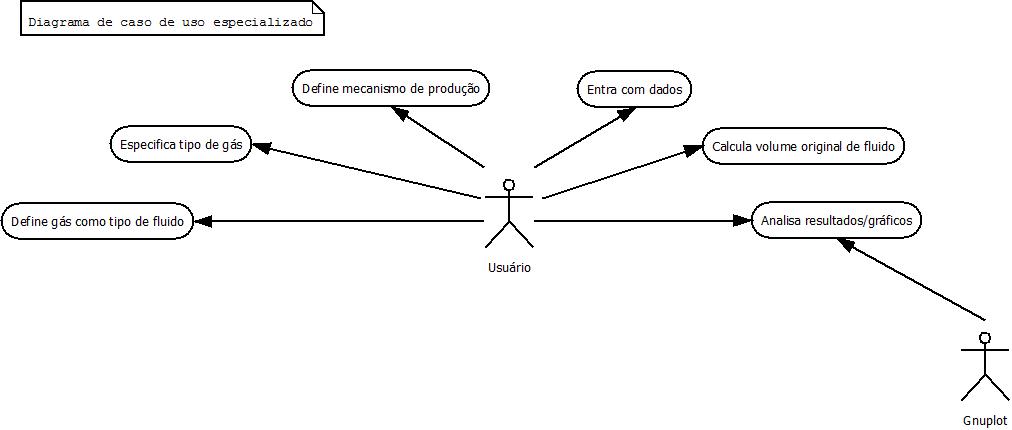 Diagrama de caso de uso especializado
Define mecanismo de produção
Entra com dados
Especifica tipo de gás
Calcula volume original de fluido
Define gás como tipo de fluido
Analisa resultados/gráficos
Usuário
Gnuplot